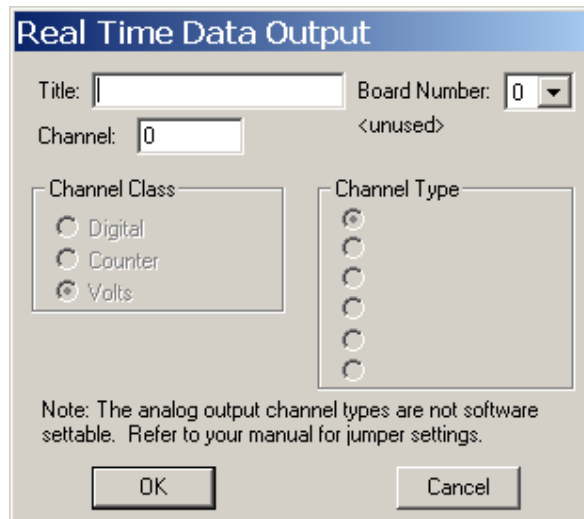 Real Time Data Output
Title:
Board Number: 0
Channel: 0
<unused>
Channel Class
Digital
Counter
Volts
Channel Type
Note: The analog output channel types are not software
settable. Refer to your manual for jumper settings.
OK
Cancel